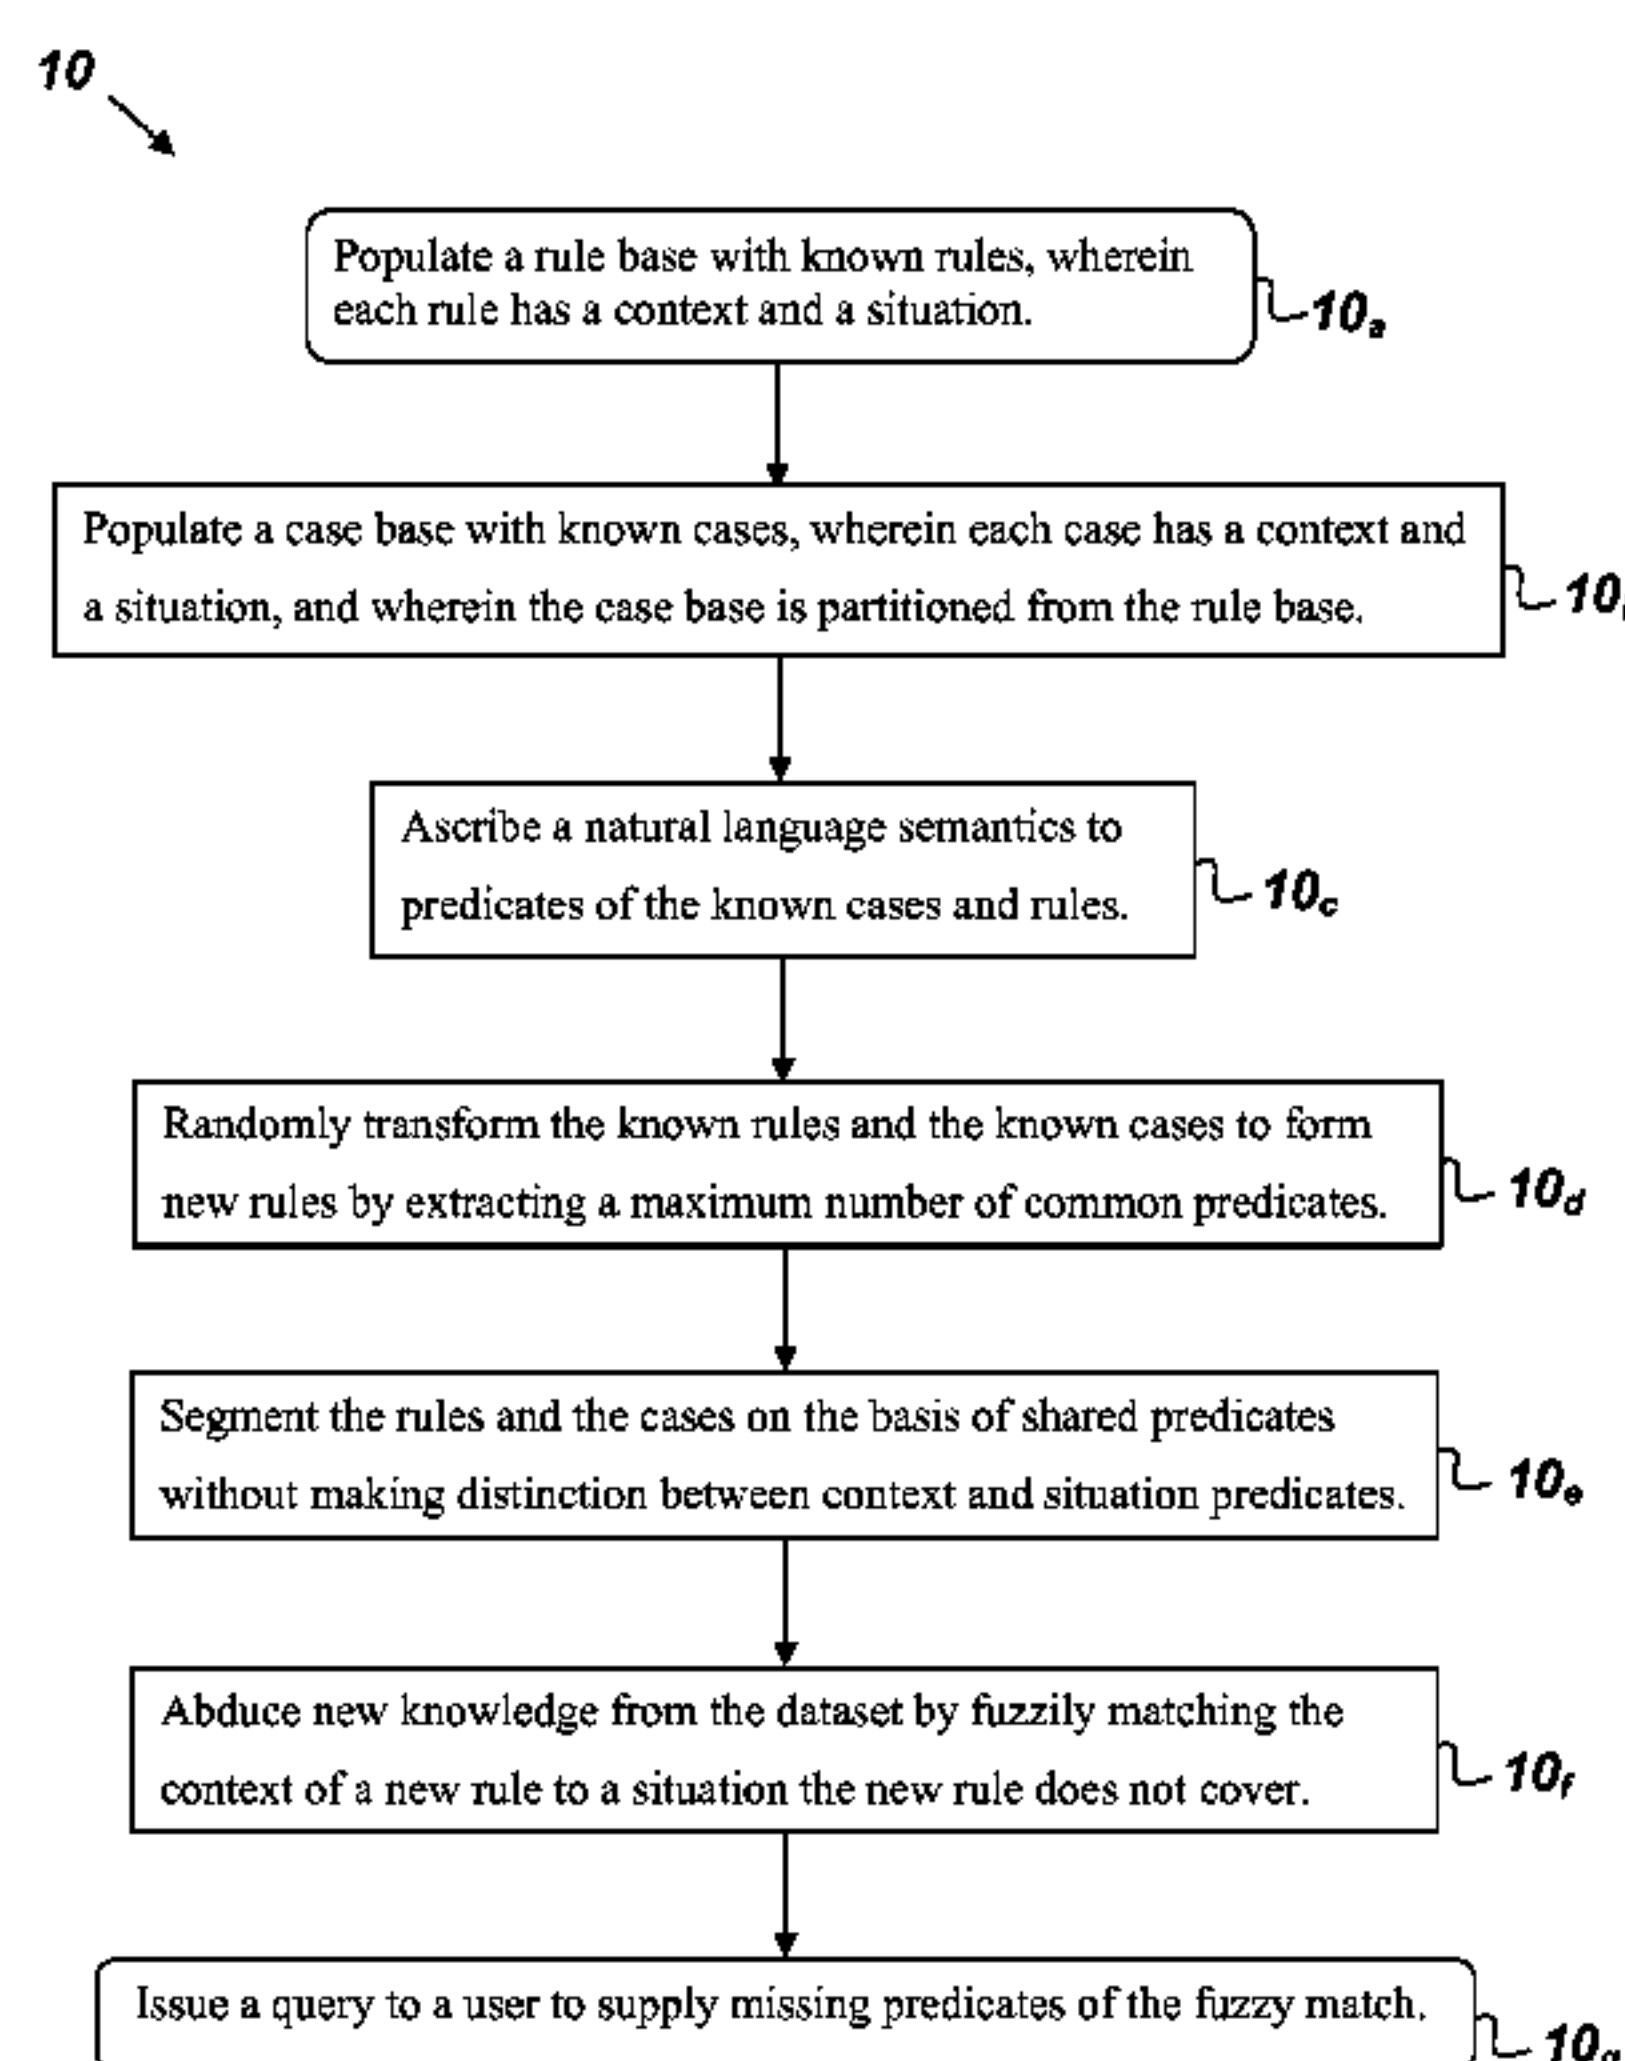 10
Populate a rule base with known rules, wherein
each rule has a context and a situation.
10a
Populate a case base with known cases, wherein each case has a context and
a situation, and wherein the case base is partitioned from the rule base.
10
Ascribe a natural language semantics to
predicates of the known cases and rules.
10c
Randomly transform the known rules and the known cases to form
new rules by extracting a maximum number of common predicates.
10d
Segment the rules and the cases on the basis of shared predicates
without making distinction between context and situation predicates.
10e
Abduce new knowledge from the dataset by fuzzily matching the
context of a new rule to a situation the new rule does not cover.
10f
Issue a query to a user to supply missing predicates of the fuzzy match.
10g